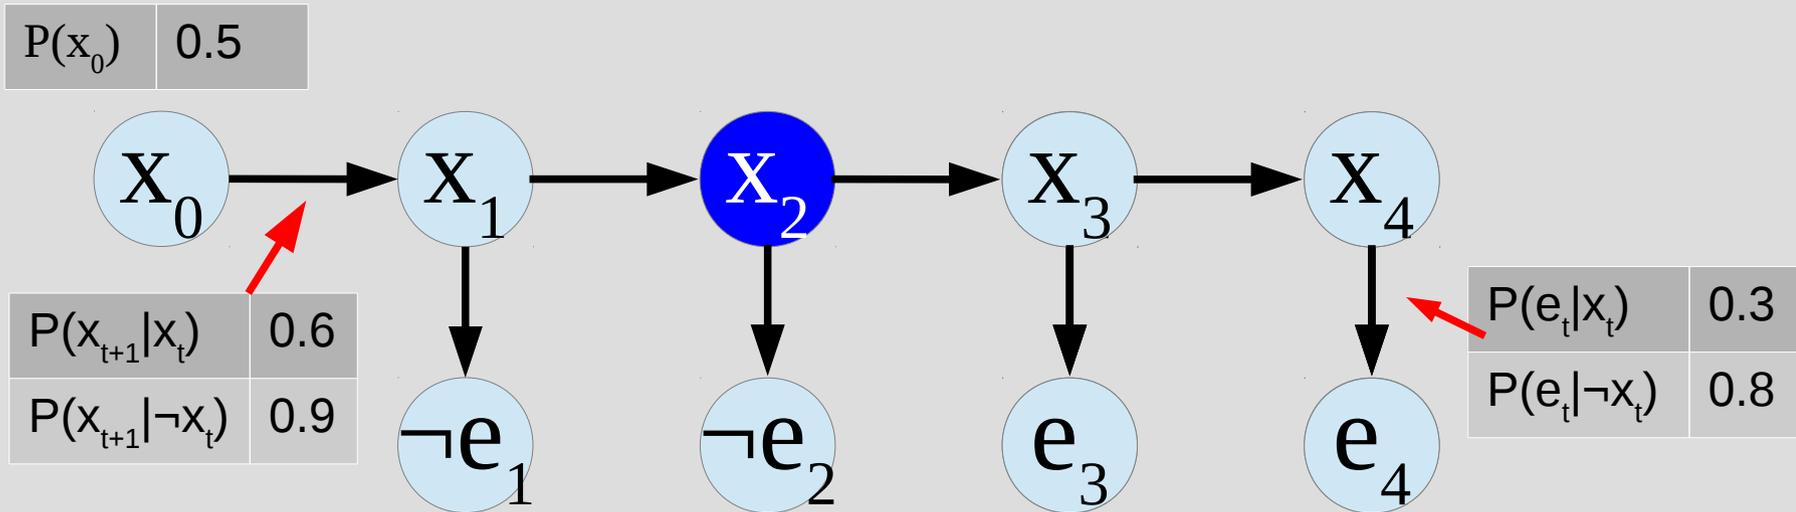 P(x₀) 0.5
x₀ x₁ x₂ x₃ x₄
P(xₜ₊₁|xₜ) 0.6
P(xₜ₊₁|¬xₜ) 0.9
P(eₜ|xₜ) 0.3
P(eₜ|¬xₜ) 0.8
¬e₁ ¬e₂ e₃ e₄